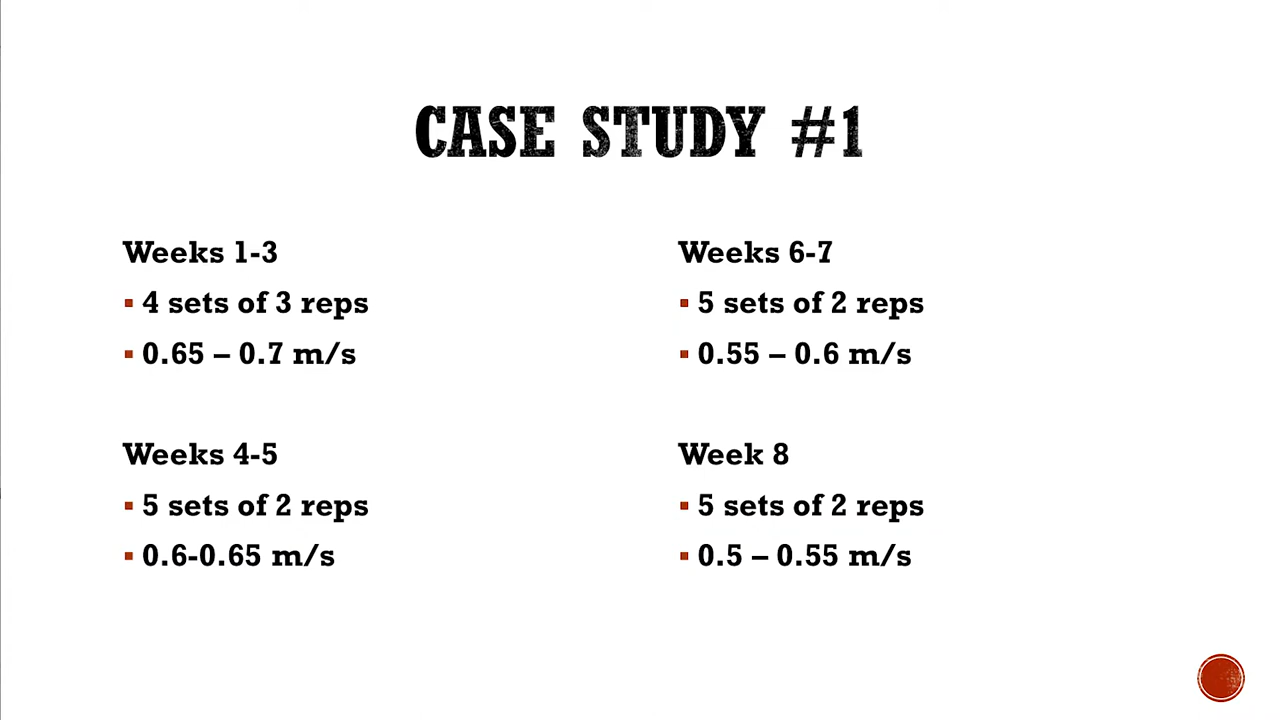 CASE STUDY #1
Weeks 1-3
▪ 4 sets of 3 reps
▪ 0.65 – 0.7 m/s
Weeks 4-5
▪ 5 sets of 2 reps
▪ 0.6-0.65 m/s
Weeks 6-7
▪ 5 sets of 2 reps
▪ 0.55 – 0.6 m/s
Week 8
▪ 5 sets of 2 reps
▪ 0.5 – 0.55 m/s